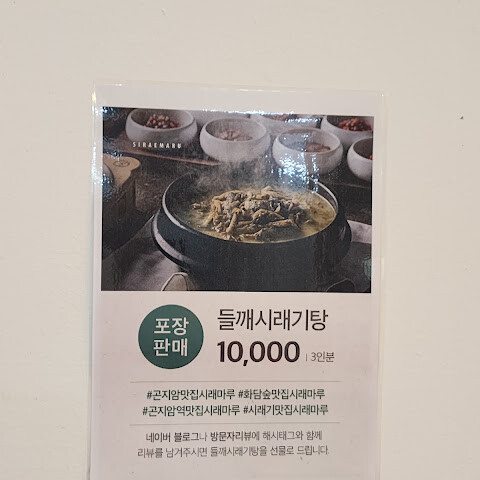 SIRAEMARU
포장
판매
들깨시래기탕
10,000 | 3인분
#곤지암맛집시래마루 #화담숲맛집시래마루
#곤지암역맛집시래마루 #시래기맛집시래마루
네이버 블로그나 방문자리뷰에 해시태그와 함께
리뷰를 남겨주시면 들깨시래기탕을 선물로 드립니다.